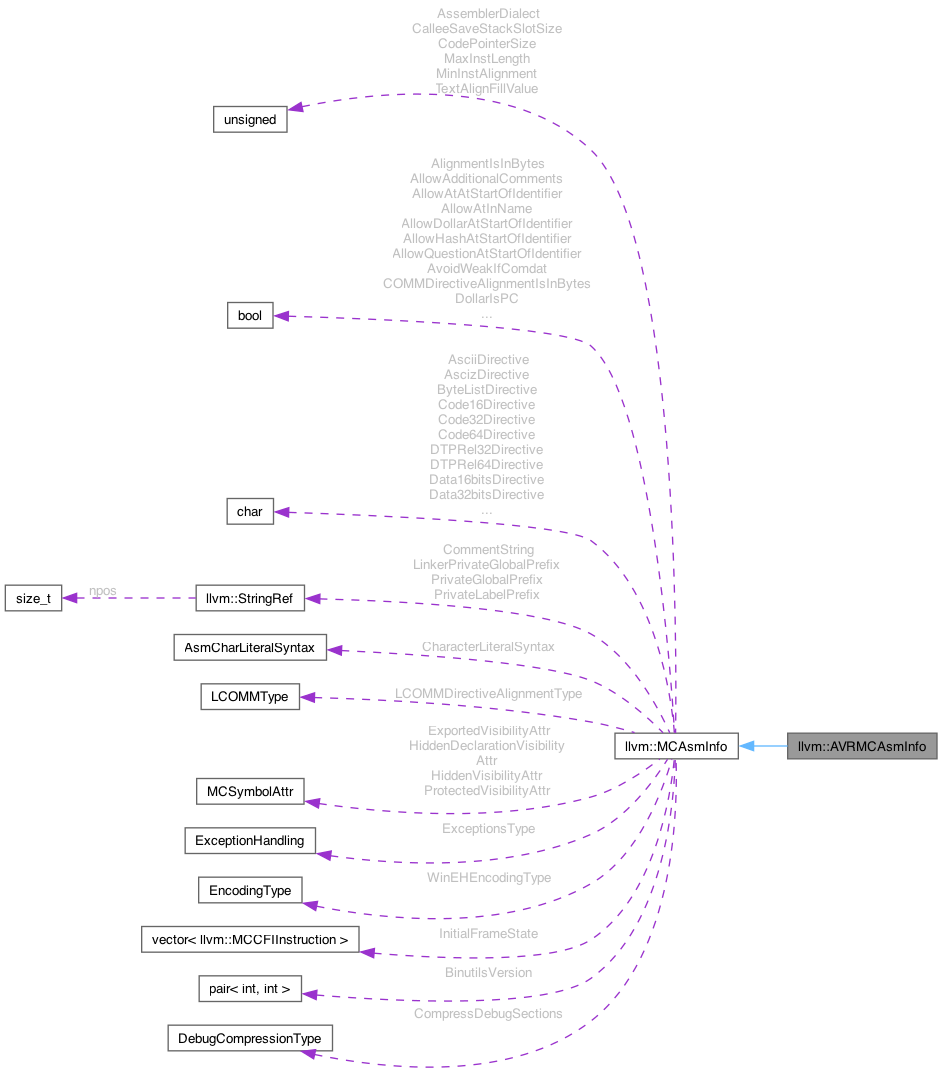 AssemblerDialect
CalleeSaveStackSlotSize
CodePointerSize
MaxInstLength
MinInstAlignment
TextAlignFillValue
unsigned
AlignmentIsInBytes
AllowAdditionalComments
AllowAtAtStartOfIdentifier
AllowAtInName
AllowDollarAtStartOfIdentifier
AllowHashAtStartOfIdentifier
AllowQuestionAtStartOfIdentifier
AvoidWeakIfComdat
COMMDirectiveAlignmentIsInBytes
DollarIsPC
...
bool
AsciiDirective
AscizDirective
ByteListDirective
Code16Directive
Code32Directive
Code64Directive
DTPRel32Directive
DTPRel64Directive
Data16bitsDirective
Data32bitsDirective
...
char
CommentString
LinkerPrivateGlobalPrefix
PrivateGlobalPrefix
PrivateLabelPrefix
size_t
npos
llvm::StringRef
AsmCharLiteralSyntax
CharacterLiteralSyntax
LCOMMType
LCOMMDirectiveAlignmentType
llvm::MCAsmInfo
llvm::AVRMCAsmInfo
ExportedVisibilityAttr
HiddenDeclarationVisibility
Attr
HiddenVisibilityAttr
ProtectedVisibilityAttr
MCSymbolAttr
ExceptionsType
ExceptionHandling
WinEHEncodingType
EncodingType
InitialFrameState
vector< llvm::MCCFIInstruction >
BinutilsVersion
pair< int, int >
CompressDebugSections
DebugCompressionType